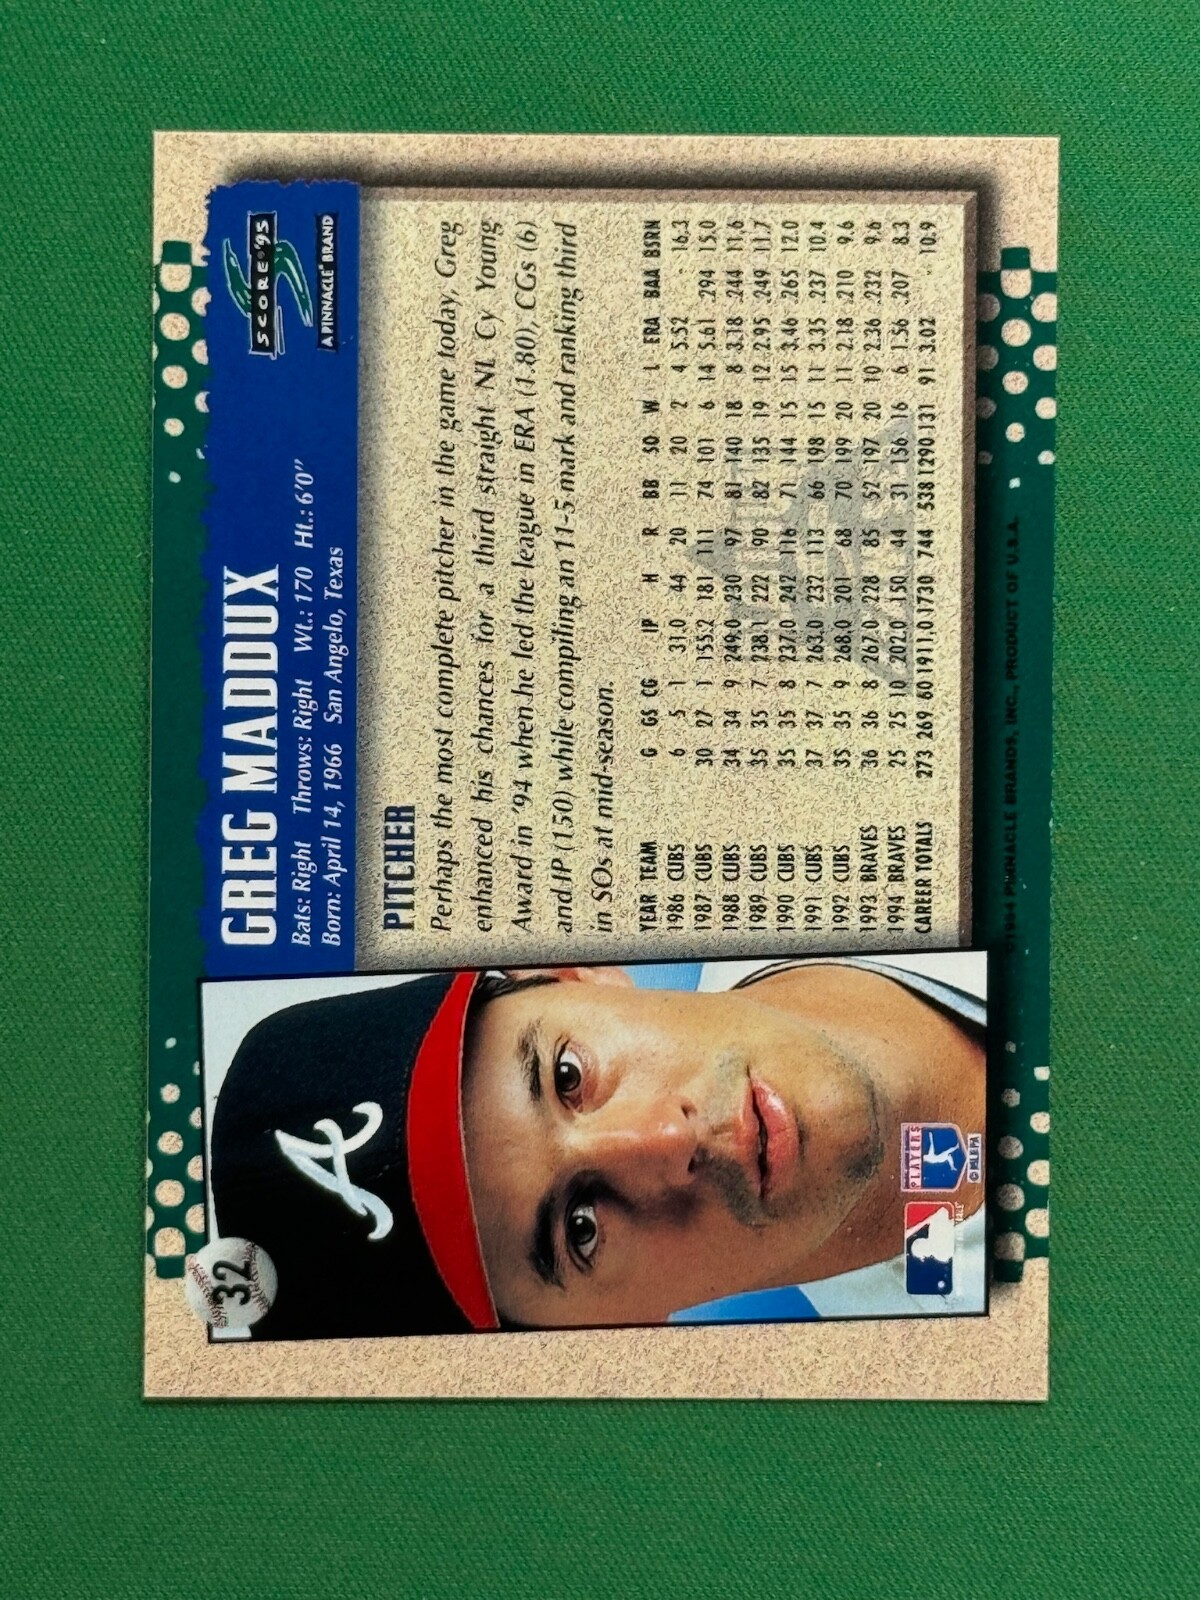 32
GREG MADDUX
Bats: Right Throws: Right Wt.: 170 Ht.: 6'0"
Born: April 14, 1966 San Angelo, Texas
SCORE '95
A PINNACLE BRAND
PITCHER
Perhaps the most complete pitcher in the game today, Greg
enhanced his chances for a third straight NL Cy Young
Award in '94 when he led the league in ERA (1.80), CGs (6)
and IP (150) while compiling an 11-5 mark and ranking third
in SOs at mid-season.
YEAR TEAM G GS CG IP H R BB SO W L ERA BAA BSRN
1986 CUBS 6 5 1 31.0 44 20 11 20 2 4 5.52 - 16.3
1987 CUBS 30 27 1 155.2 181 111 74 101 6 14 5.61 .294 15.0
1988 CUBS 34 34 9 249.0 230 97 81 140 18 8 3.18 .244 11.6
1989 CUBS 35 35 7 238.1 222 90 82 135 19 12 2.95 .249 11.7
1990 CUBS 35 35 8 237.0 242 116 71 144 15 15 3.46 .265 12.0
1991 CUBS 37 37 7 263.0 232 113 66 198 15 11 3.35 .237 10.4
1992 CUBS 35 35 9 268.0 201 68 70 199 20 11 2.18 .210 9.6
1993 BRAVES 36 36 8 267.0 228 85 52 197 20 10 2.36 .232 9.6
1994 BRAVES 25 25 10 202.0 150 44 31 156 16 6 1.56 .207 8.3
CAREER TOTALS 273 269 60 1911.0 1730 744 538 1290 131 91 3.02 - 10.9
©1994 PINNACLE BRANDS, INC., PRODUCT OF U.S.A.
A
PLAYERS
© MLBPA